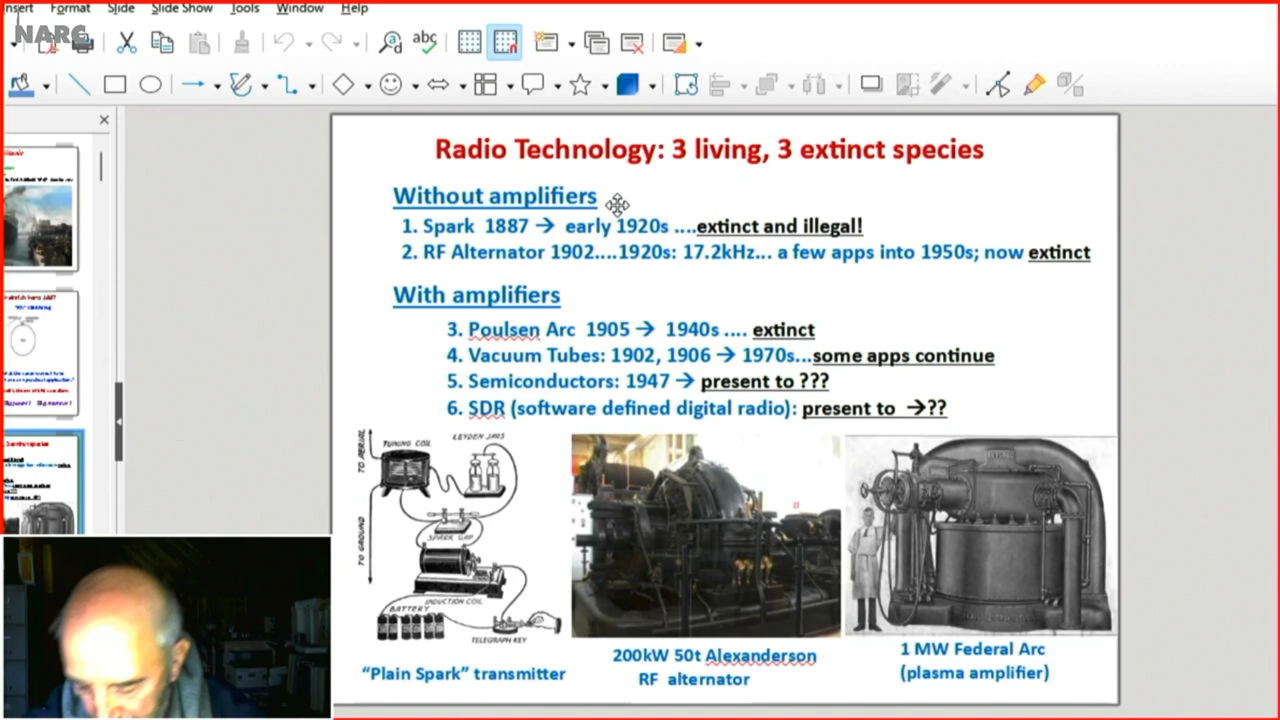 Insert Format Slide Slide Show Tools Window Help
NARC
abc
Radio Technology: 3 living, 3 extinct species
Without amplifiers
1. Spark 1887 → early 1920s ....extinct and illegal!
2. RF Alternator 1902....1920s: 17.2kHz... a few apps into 1950s; now extinct
With amplifiers
3. Poulsen Arc 1905 → 1940s .... extinct
4. Vacuum Tubes: 1902, 1906 → 1970s...some apps continue
5. Semiconductors: 1947 → present to ???
6. SDR (software defined digital radio): present to →??
TO AERIAL
TUNING COIL
LEYDEN JARS
TO GROUND
SPARK GAP
INDUCTION COIL
BATTERY
TELEGRAPH KEY
"Plain Spark" transmitter
200kW 50t Alexanderson
RF alternator
1 MW Federal Arc
(plasma amplifier)